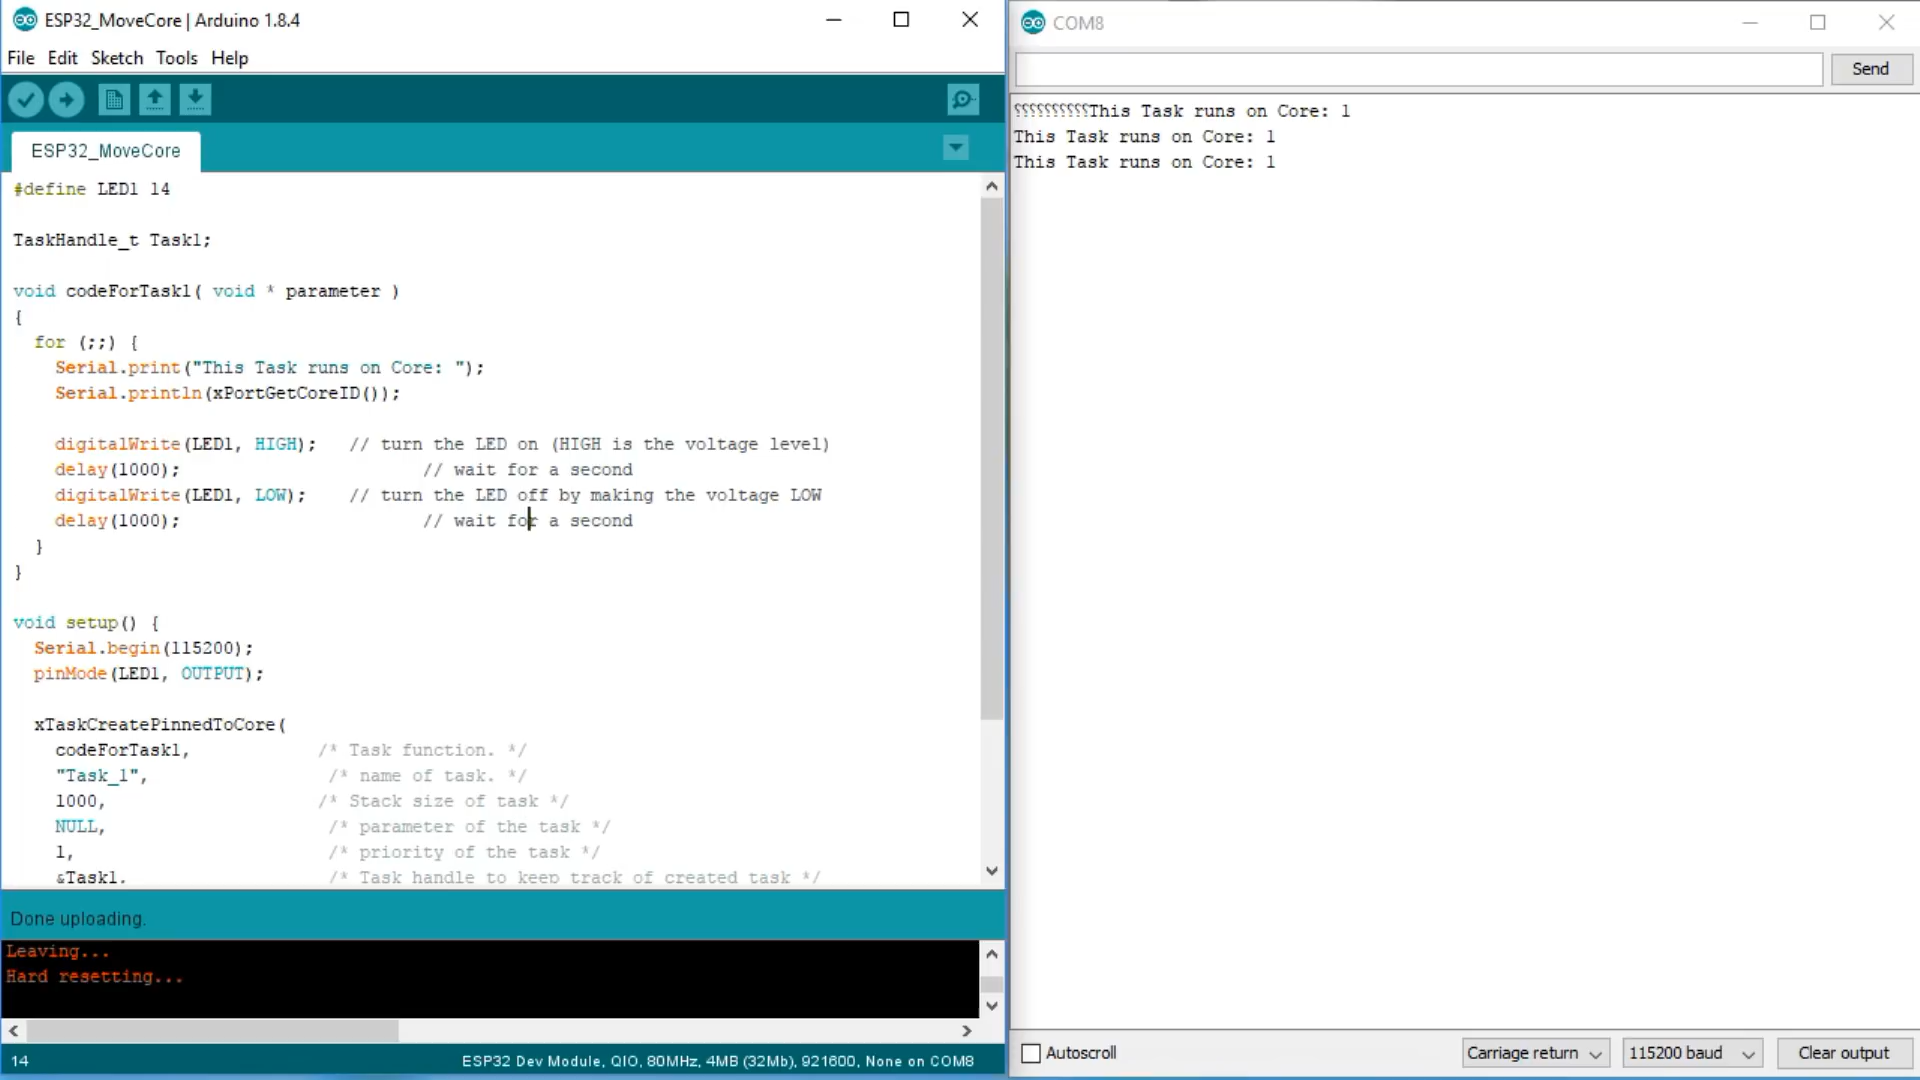 ESP32_MoveCore | Arduino 1.8.4
File Edit Sketch Tools Help
ESP32_MoveCore
#define LED1 14
TaskHandle_t Task1;
void codeForTask1( void * parameter )
{
for (;;) {
Serial.print("This Task runs on Core: ");
Serial.println(xPortGetCoreID());
digitalWrite(LED1, HIGH); // turn the LED on (HIGH is the voltage level)
delay(1000); // wait for a second
digitalWrite(LED1, LOW); // turn the LED off by making the voltage LOW
delay(1000); // wait for a second
}
}
void setup() {
Serial.begin(115200);
pinMode(LED1, OUTPUT);
xTaskCreatePinnedToCore(
codeForTask1, /* Task function. */
"Task_1", /* name of task. */
1000, /* Stack size of task */
NULL, /* parameter of the task */
1, /* priority of the task */
&Task1, /* Task handle to keep track of created task */
Done uploading.
Leaving...
Hard resetting...
14 ESP32 Dev Module, QIO, 80MHz, 4MB (32Mb), 921600, None on COM8
COM8
Send
⸮⸮⸮⸮⸮⸮⸮⸮⸮⸮This Task runs on Core: 1
This Task runs on Core: 1
This Task runs on Core: 1
Autoscroll Carriage return 115200 baud Clear output